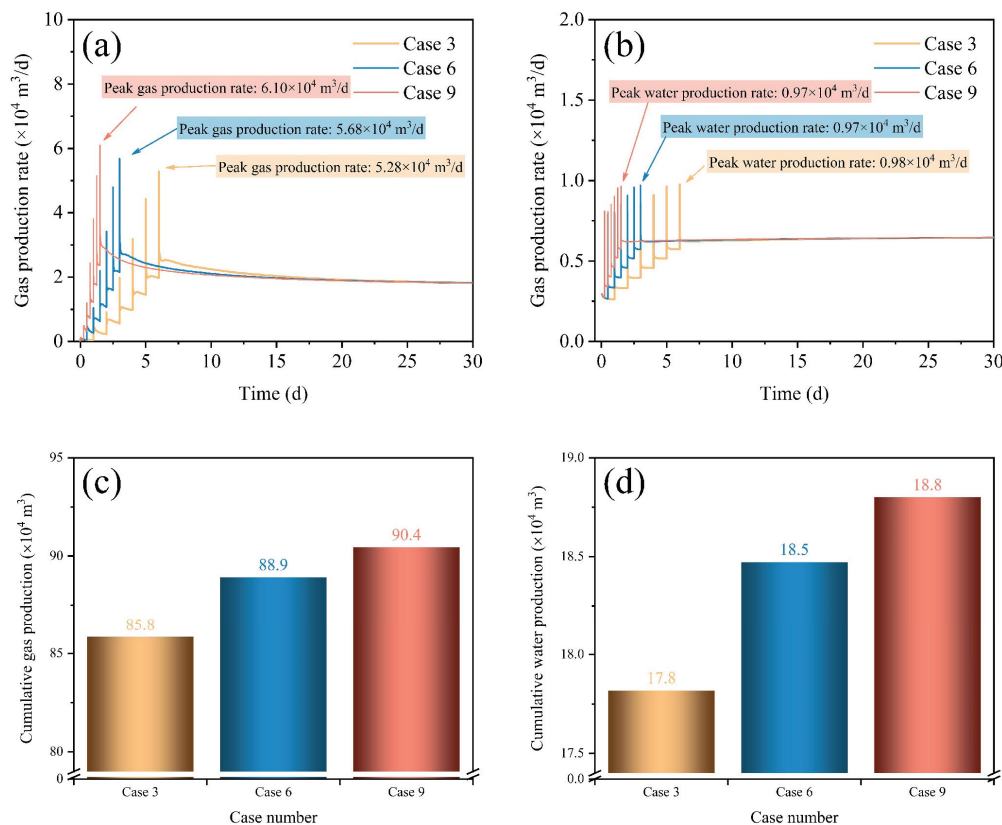 (a)
Case 3
Case 6
Case 9
Peak gas production rate: 6.10×10⁴ m³/d
Peak gas production rate: 5.68×10⁴ m³/d
Peak gas production rate: 5.28×10⁴ m³/d
Gas production rate (×10⁴ m³/d)
10
8
6
4
2
0
0 5 10 15 20 25 30
Time (d)
(b)
Case 3
Case 6
Case 9
Peak water production rate: 0.97×10⁴ m³/d
Peak water production rate: 0.97×10⁴ m³/d
Peak water production rate: 0.98×10⁴ m³/d
Gas production rate (×10⁴ m³/d)
2.0
1.5
1.0
0.5
0.0
0 5 10 15 20 25 30
Time (d)
(c)
Cumulative gas production (×10⁴ m³)
95
90
85
80
0
85.8
88.9
90.4
Case 3 Case 6 Case 9
Case number
(d)
Cumulative water production (×10⁴ m³)
19.0
18.5
18.0
17.5
0.0
17.8
18.5
18.8
Case 3 Case 6 Case 9
Case number